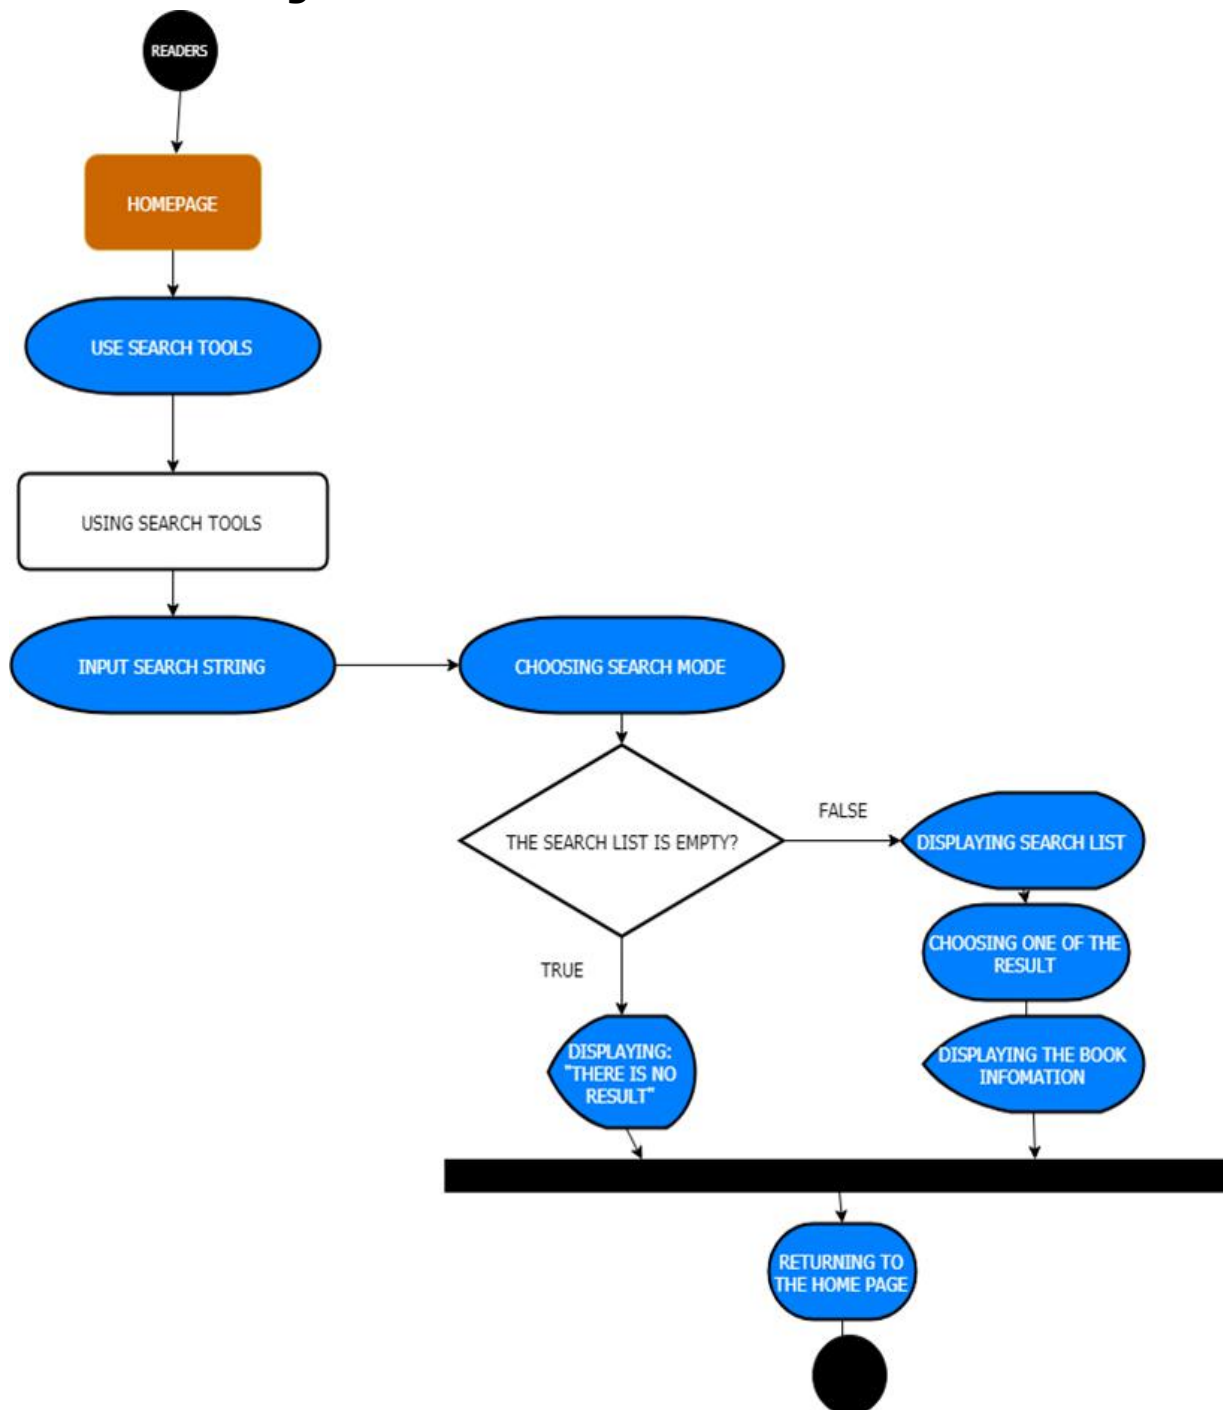 READERS
HOMEPAGE
USE SEARCH TOOLS
USING SEARCH TOOLS
INPUT SEARCH STRING
CHOOSING SEARCH MODE
THE SEARCH LIST IS EMPTY?
FALSE
DISPLAYING SEARCH LIST
CHOOSING ONE OF THE
RESULT
DISPLAYING THE BOOK
INFOMATION
TRUE
DISPLAYING:
"THERE IS NO
RESULT"
RETURNING TO
THE HOME PAGE